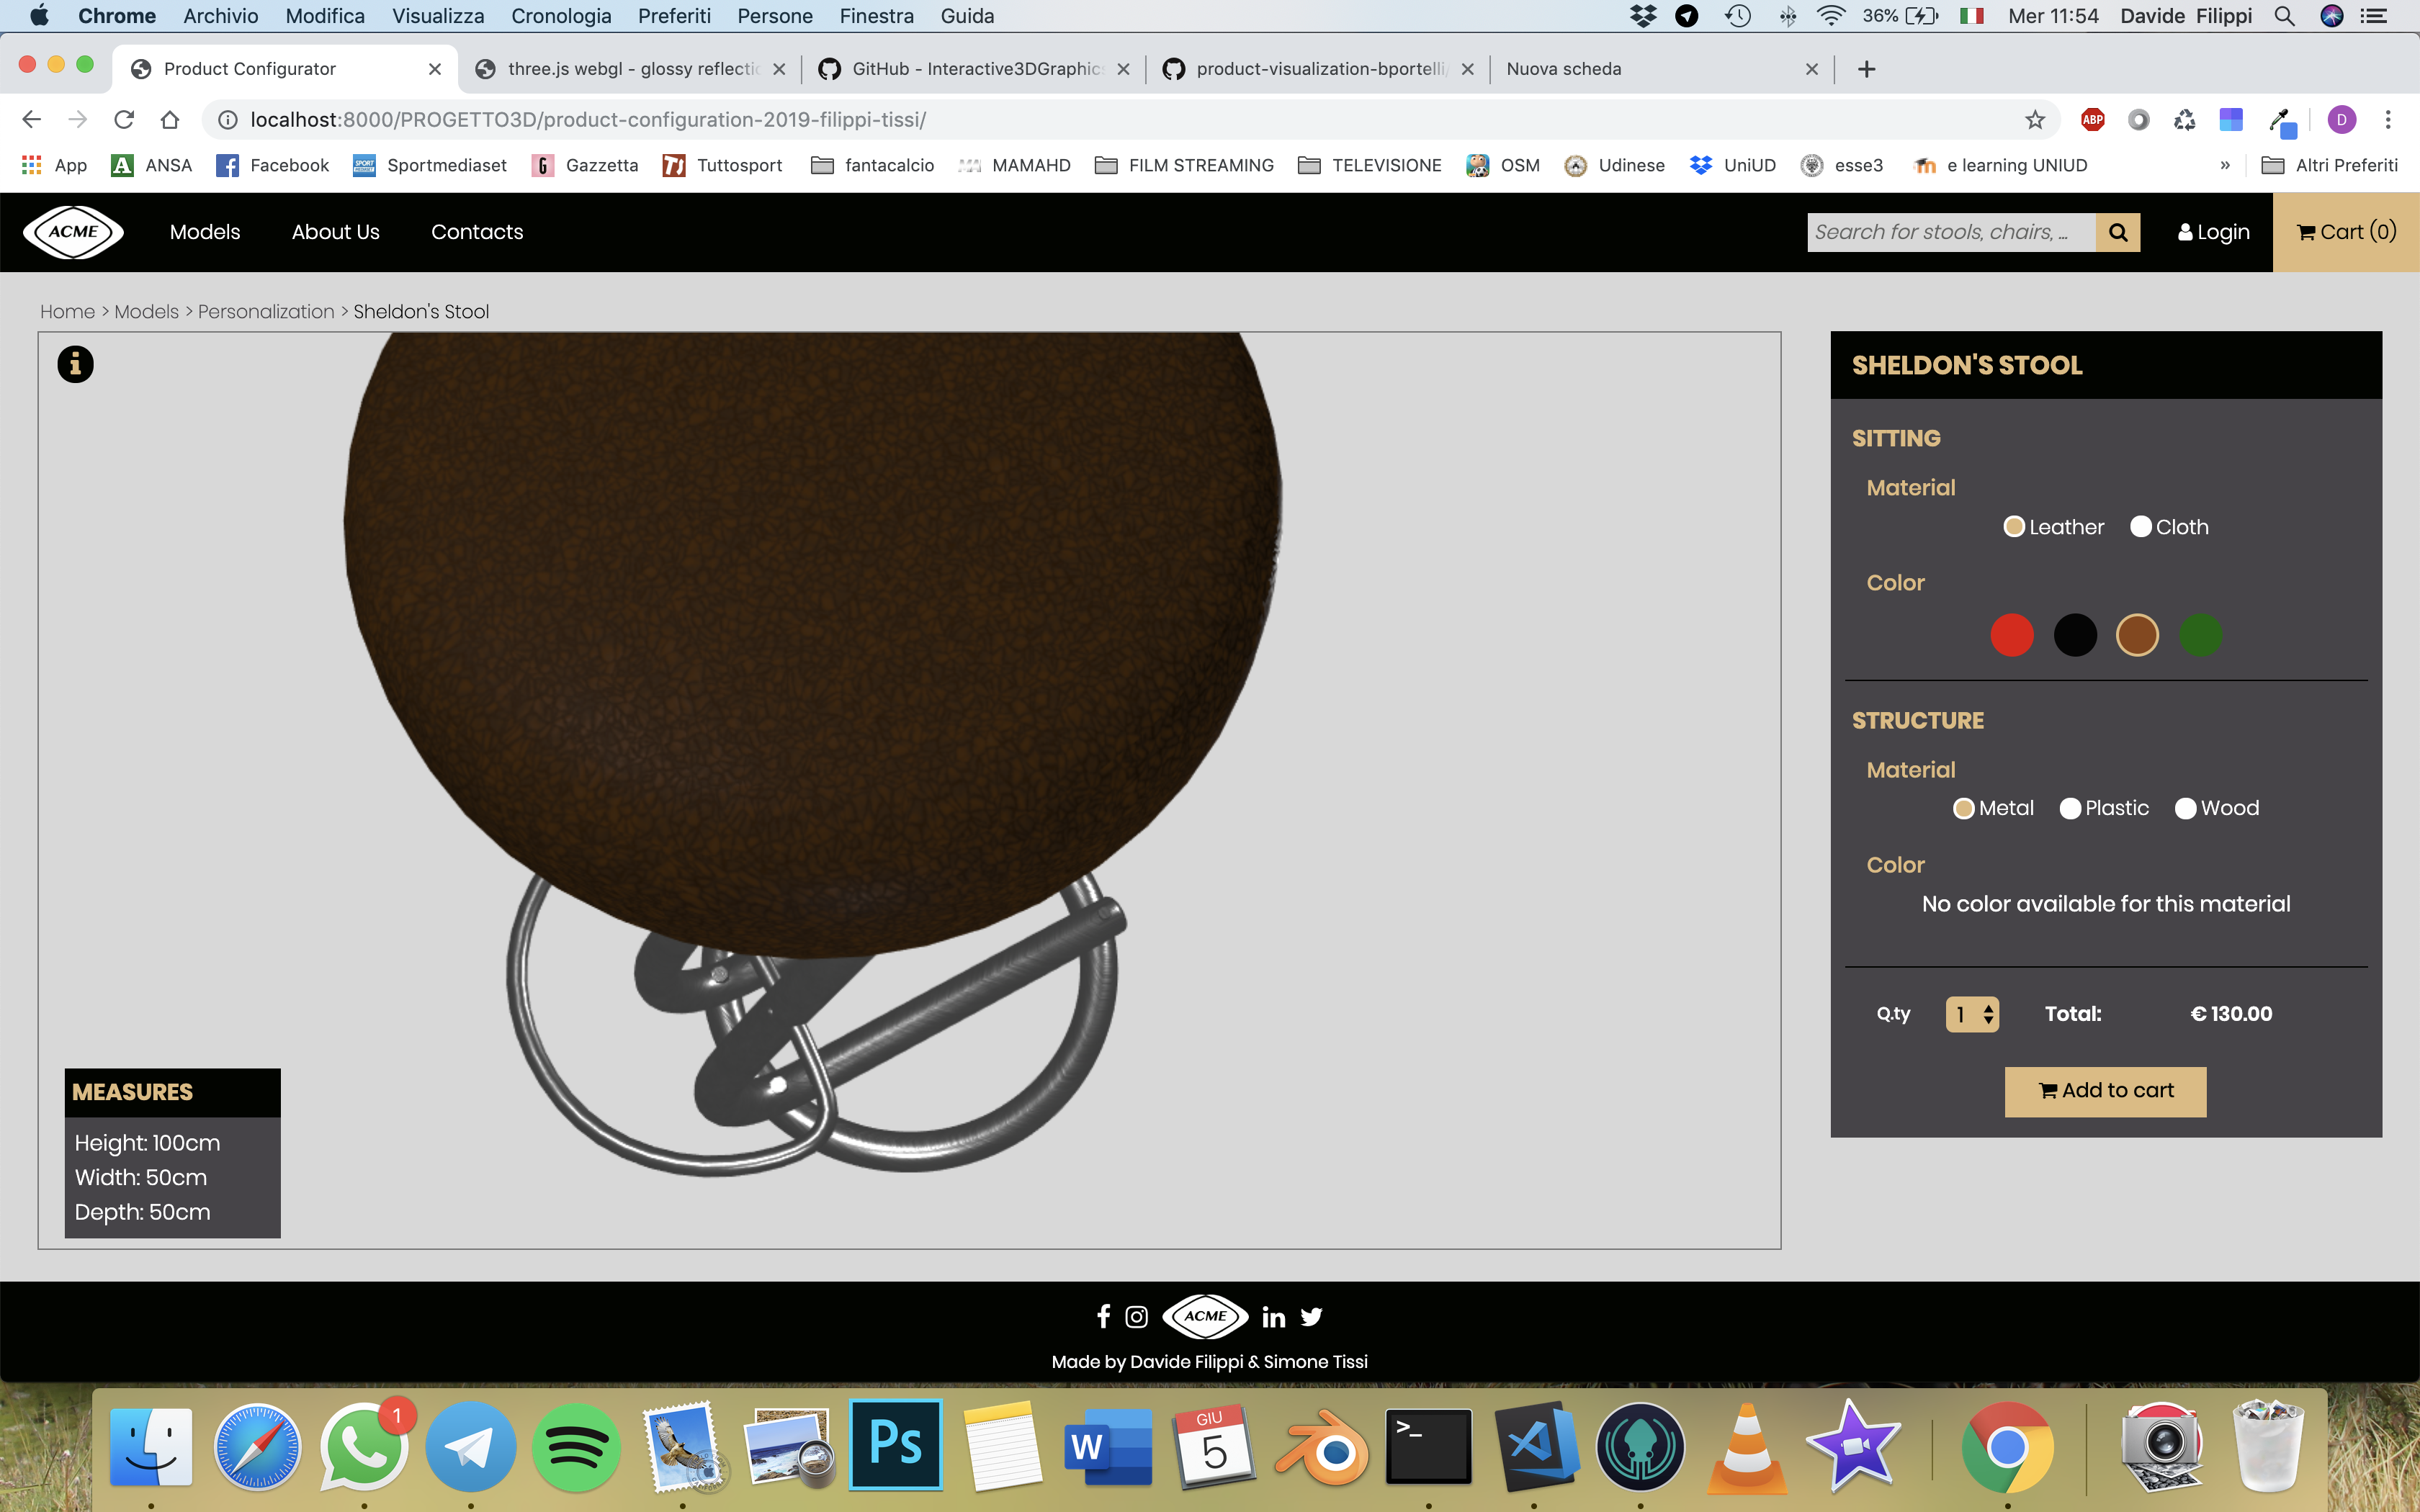 Chrome Archivio Modifica Visualizza Cronologia Preferiti Persone Finestra Guida 36% Mer 11:54 Davide Filippi
Product Configurator three.js webgl - glossy reflectio GitHub - Interactive3DGraphics product-visualization-bportelli/ Nuova scheda
localhost:8000/PROGETTO3D/product-configuration-2019-filippi-tissi/ ABP D
App A ANSA Facebook SPORT Sportmediaset G Gazzetta TS Tuttosport fantacalcio MAMAHD FILM STREAMING TELEVISIONE OSM Udinese UniUD esse3 e learning UNIUD » Altri Preferiti
ACME Models About Us Contacts Search for stools, chairs, ... Login Cart (0)
Home > Models > Personalization > Sheldon's Stool
SHELDON'S STOOL
SITTING
Material
Leather Cloth
Color
STRUCTURE
Material
Metal Plastic Wood
Color
No color available for this material
Q.ty 1 Total: € 130.00
Add to cart
MEASURES
Height: 100cm
Width: 50cm
Depth: 50cm
ACME
Made by Davide Filippi & Simone Tissi
1 Ps W GIU 5 >_